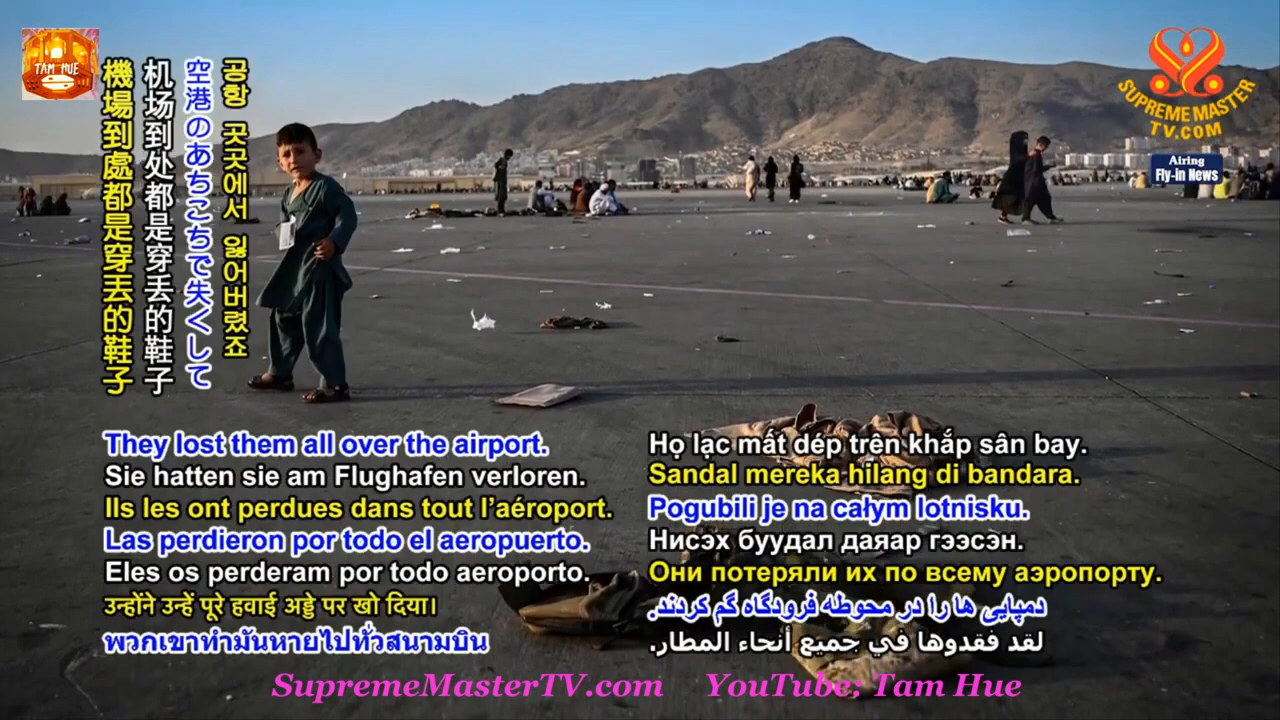 TAM HUE
SUPREME MASTER
TV.COM
Airing
Fly-in News
機場到處都是穿丟的鞋子
机场到处都是穿丢的鞋子
空港のあちこちで失くして
공항 곳곳에서 잃어버렸죠
They lost them all over the airport.
Sie hatten sie am Flughafen verloren.
Ils les ont perdues dans tout l'aéroport.
Las perdieron por todo el aeropuerto.
Eles os perderam por todo aeroporto.
उन्होंने उन्हें पूरे हवाई अड्डे पर खो दिया।
พวกเขาทำมันหายไปทั่วสนามบิน
Họ lạc mất dép trên khắp sân bay.
Sandal mereka hilang di bandara.
Pogubili je na całym lotnisku.
Нисэх буудал даяар гээсэн.
Они потеряли их по всему аэропорту.
دمپایی ها را در محوطه فرودگاه گم کردند.
لقد فقدوها في جميع أنحاء المطار.
SupremeMasterTV.com YouTube; Tam Hue